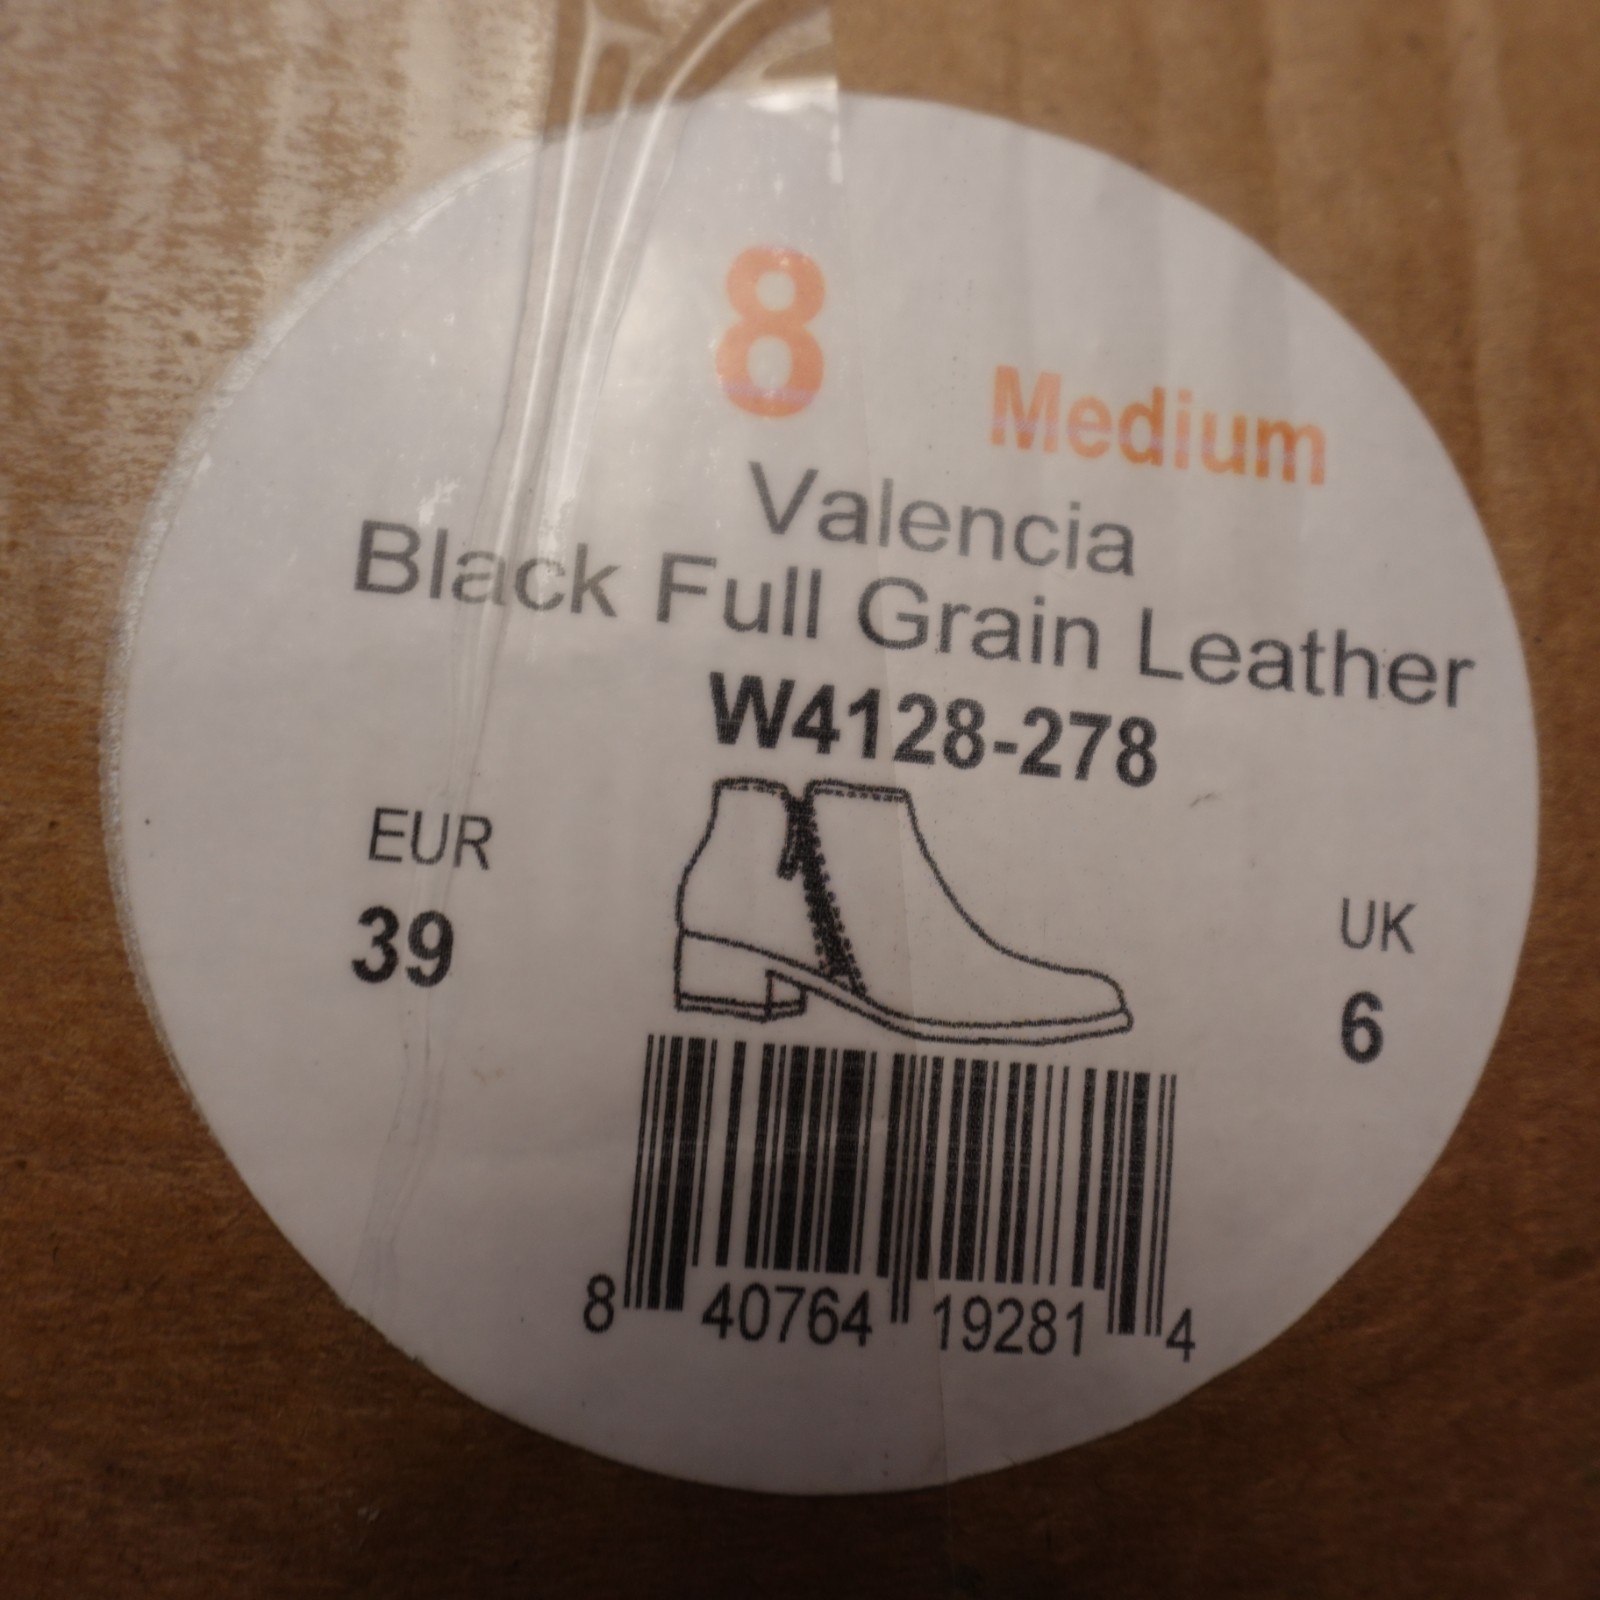 8
Medium
Valencia
Black Full Grain Leather
W4128-278
EUR
39
UK
6
8 40764 19281 4